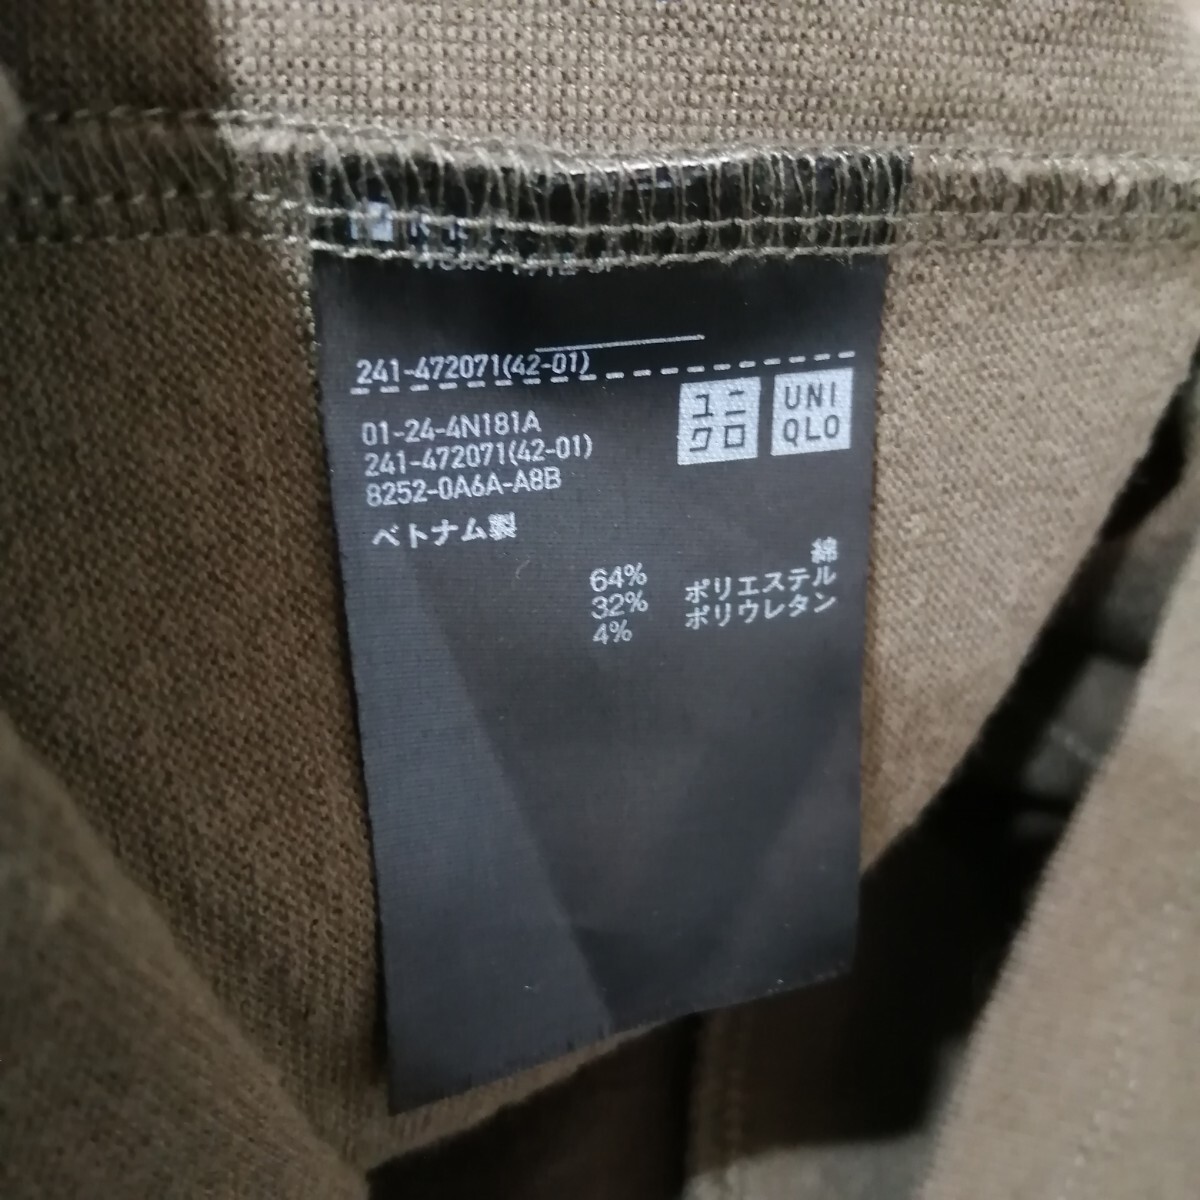 241-472071(42-01)
01-24-4N181A
241-472071(42-01)
8252-0A6A-A8B
ユニ
クロ
UNI
QLO
ベトナム製
綿
64% ポリエステル
32% ポリウレタン
4%